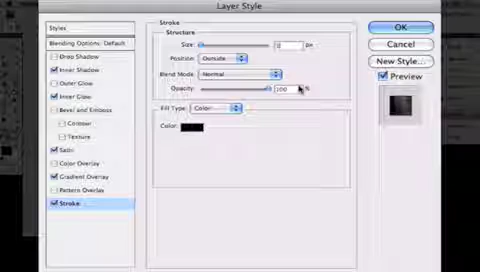 Layer Style
Styles
Blending Options: Default
Drop Shadow
Inner Shadow
Outer Glow
Inner Glow
Bevel and Emboss
Contour
Texture
Satin
Color Overlay
Gradient Overlay
Pattern Overlay
Stroke
Stroke
Structure
Size: px
Position: Outside
Blend Mode: Normal
Opacity: 100 %
Fill Type: Color
Color:
OK
Cancel
New Style...
Preview